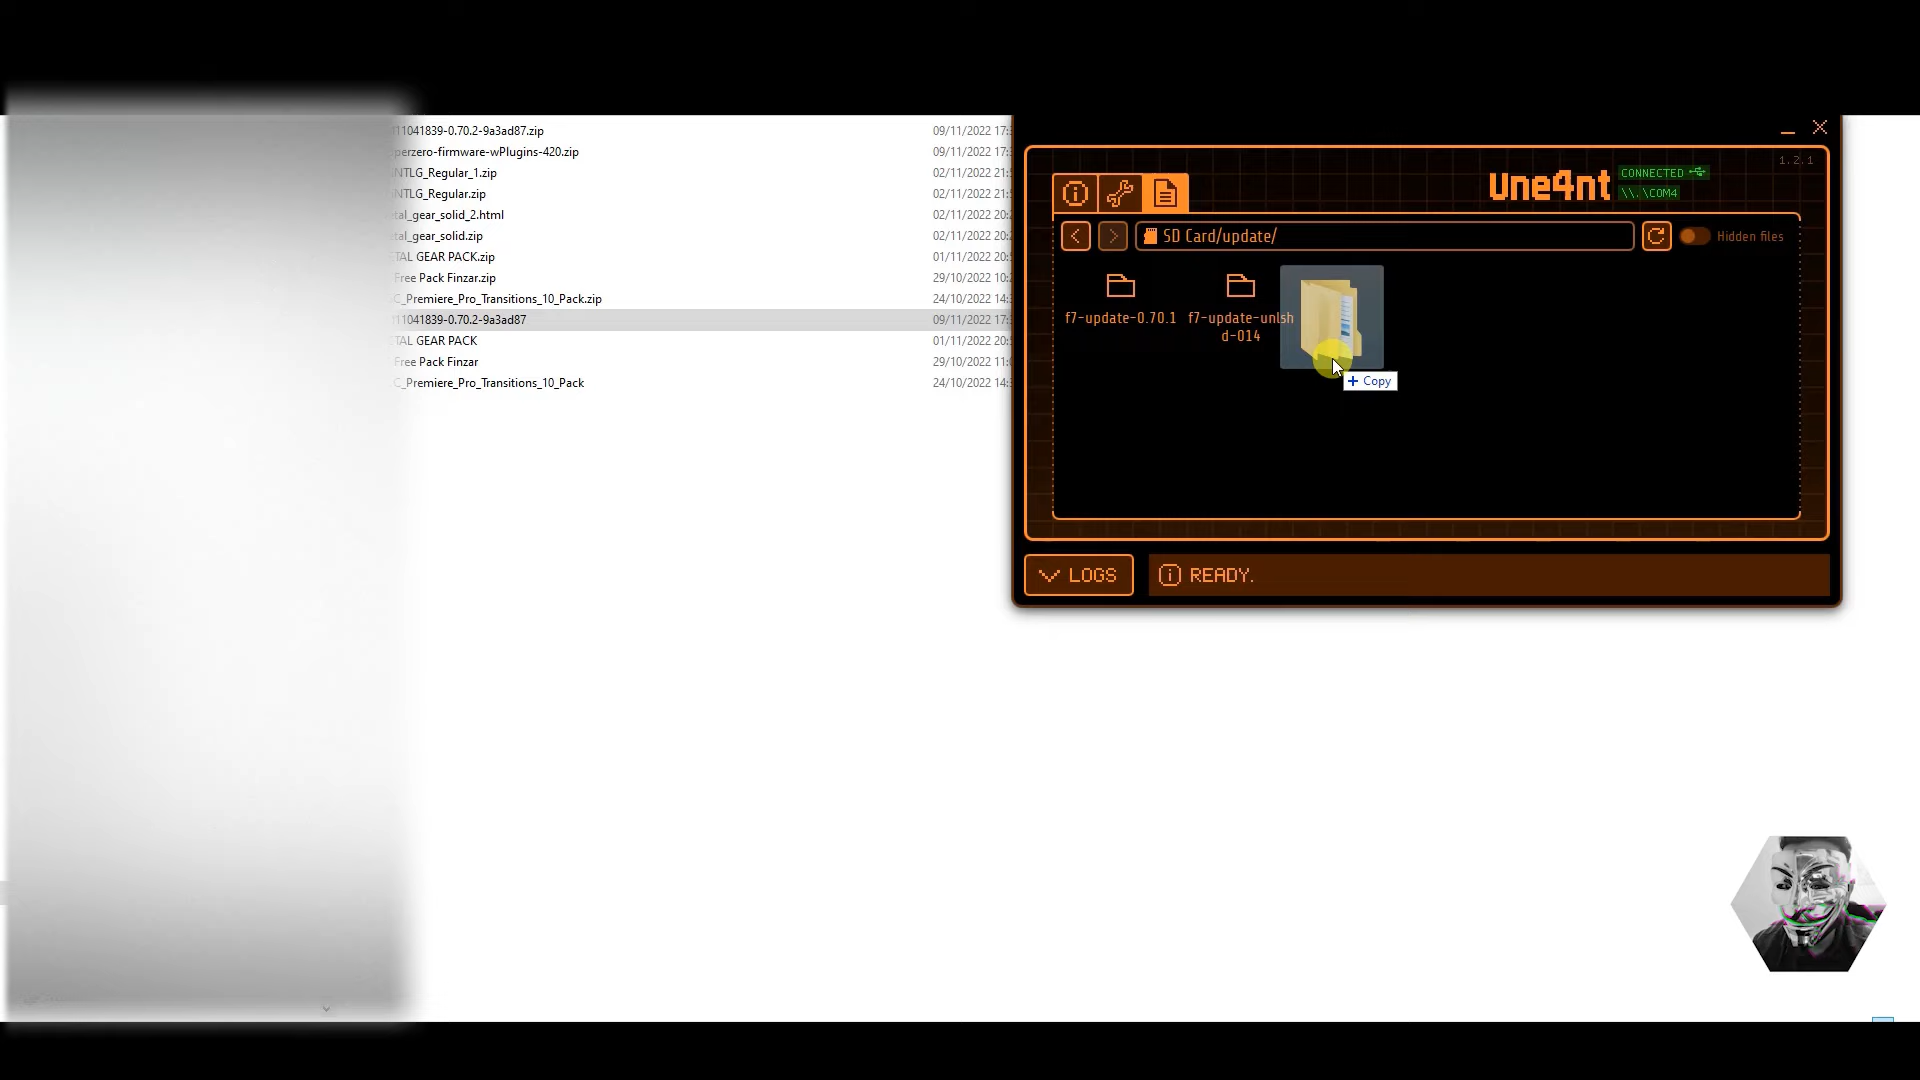 11041839-0.70.2-9a3ad87.zip 09/11/2022 17:
perzero-firmware-wPlugins-420.zip 09/11/2022 17:
NTLG_Regular_1.zip 02/11/2022 21:
NTLG_Regular.zip 02/11/2022 21:
tal_gear_solid_2.html 02/11/2022 20:
tal_gear_solid.zip 02/11/2022 20:
TAL GEAR PACK.zip 01/11/2022 20:
Free Pack Finzar.zip 29/10/2022 10:
C_Premiere_Pro_Transitions_10_Pack.zip 24/10/2022 14:
11041839-0.70.2-9a3ad87 09/11/2022 17:
TAL GEAR PACK 01/11/2022 20:
Free Pack Finzar 29/10/2022 11:
C_Premiere_Pro_Transitions_10_Pack 24/10/2022 14:
1.2.1
Une4nt CONNECTED
\\.\COM4
SD Card/update/ Hidden files
f7-update-0.70.1 f7-update-unlsh
d-014
+ Copy
LOGS READY.